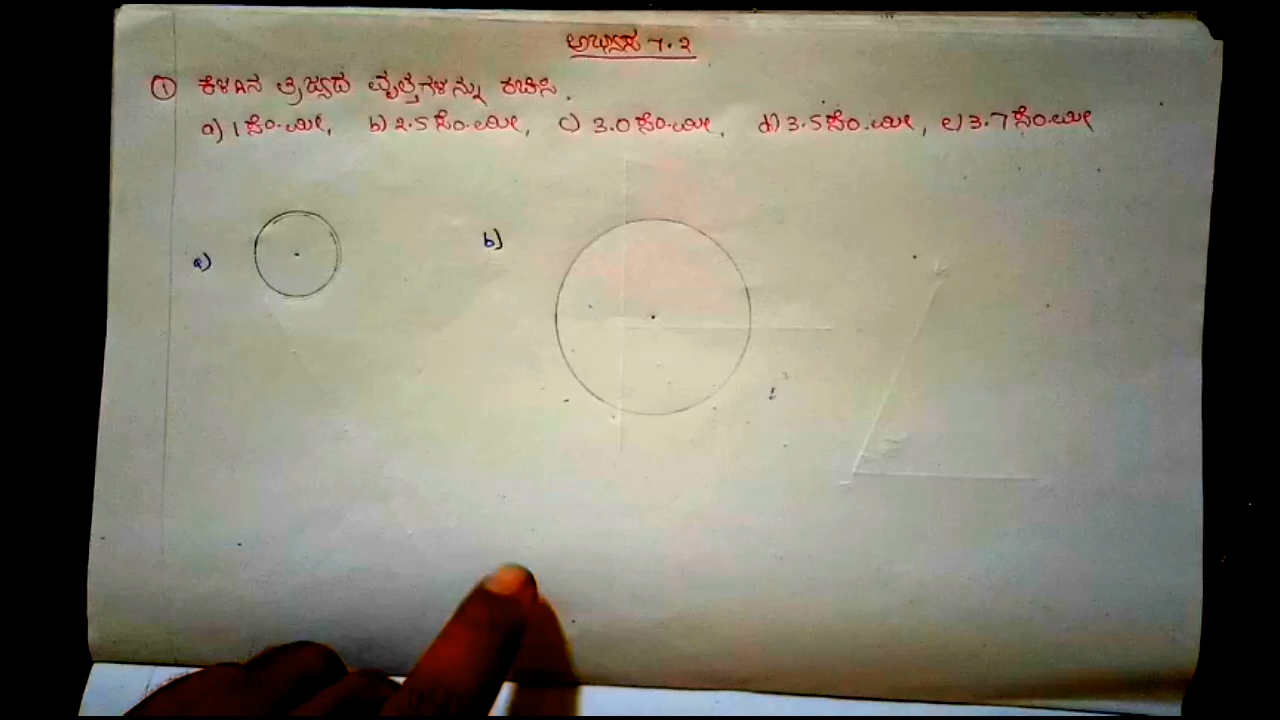 ಅಭ್ಯಾಸ 7.2
① ಕೆಳಗಿನ ತ್ರಿಜ್ಯದ ವೃತ್ತಗಳನ್ನು ರಚಿಸಿ.
a) 1 ಸೆಂ.ಮೀ, b) 2.5 ಸೆಂ.ಮೀ, c) 3.0 ಸೆಂ.ಮೀ, d) 3.5 ಸೆಂ.ಮೀ, e) 3.7 ಸೆಂ.ಮೀ
a) b)